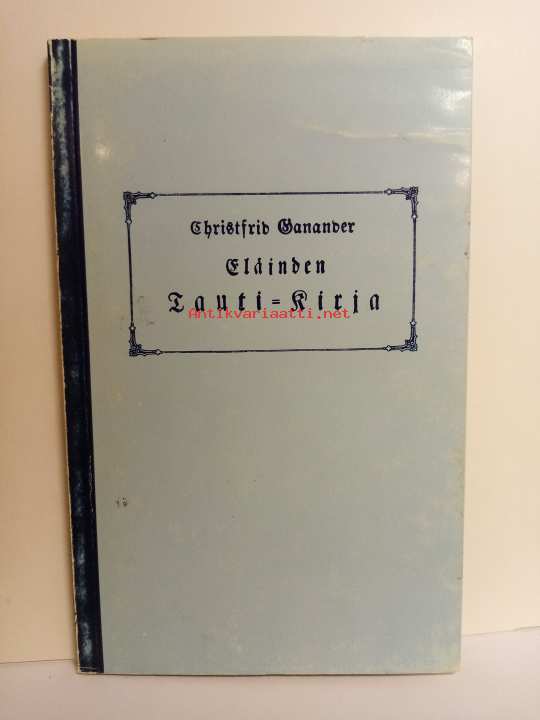 Christfrid Ganander
Eläinden
Tauti=Kirja
Antikvariaatti.net